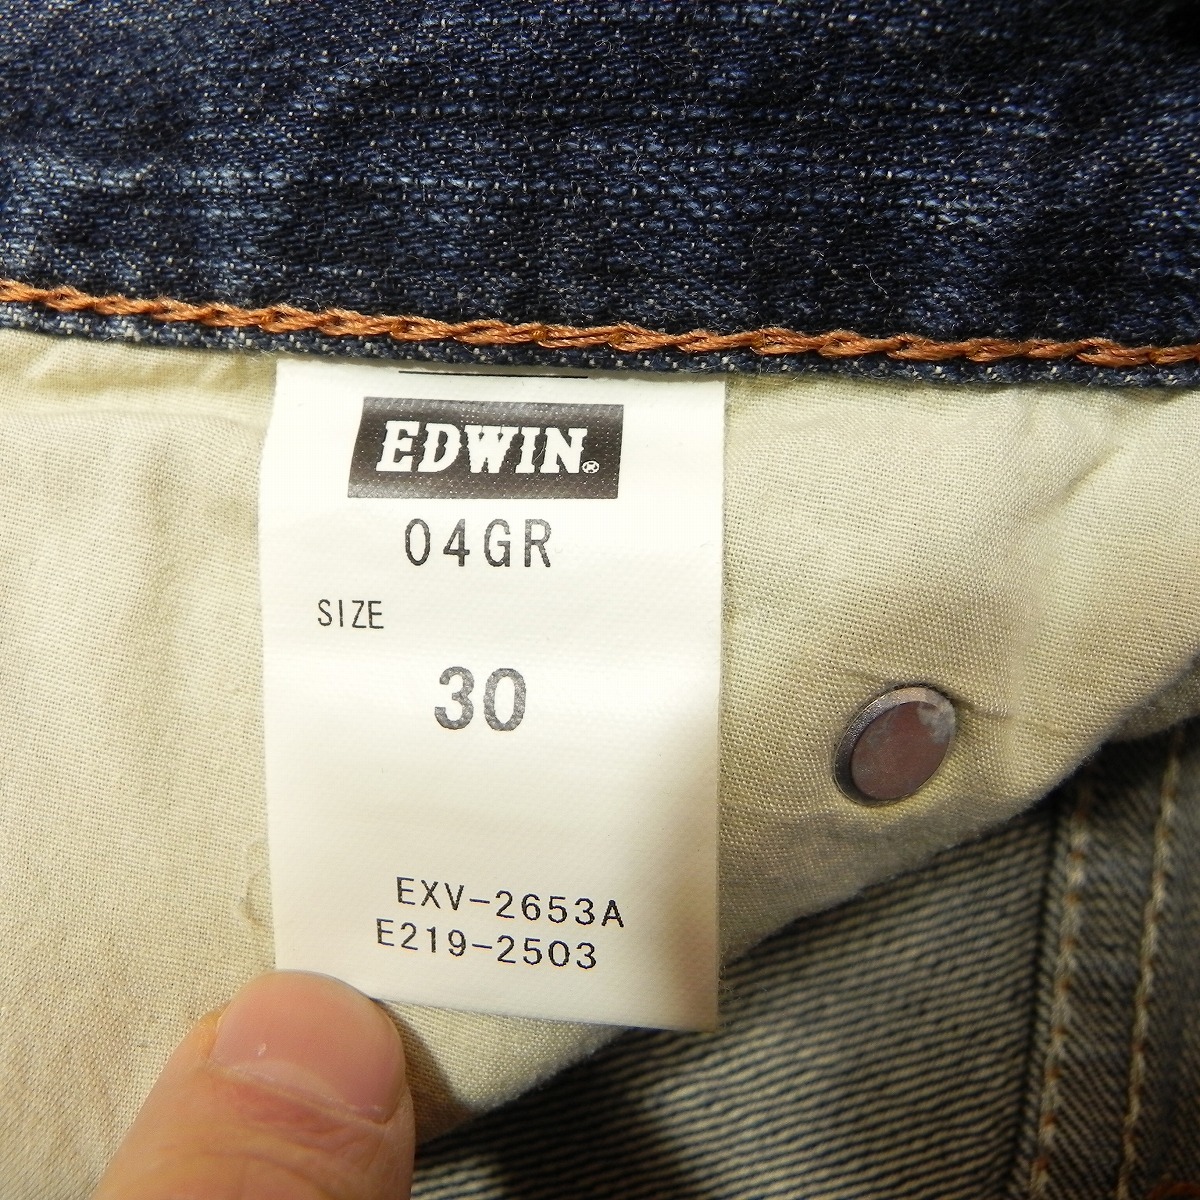 EDWIN®
04GR
SIZE
30
EXV-2653A
E219-2503